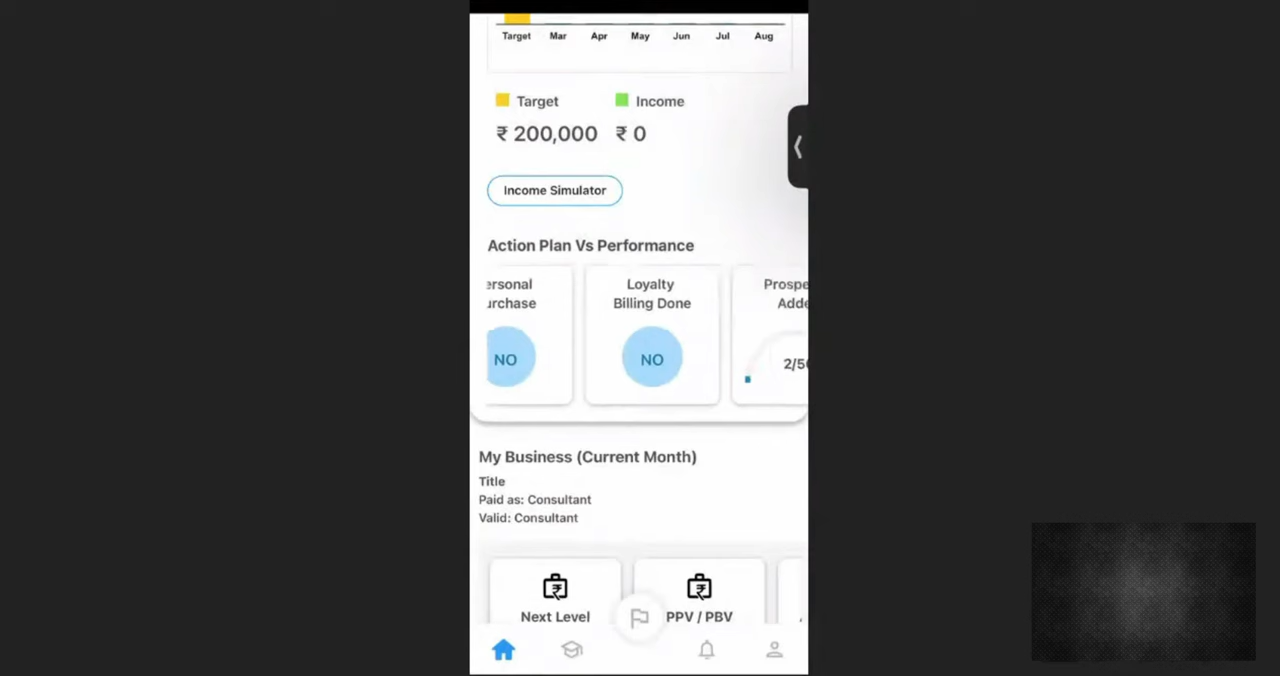 Target Mar Apr May Jun Jul Aug
Target Income
₹ 200,000 ₹ 0
Income Simulator
Action Plan Vs Performance
ersonal
urchase
NO
Loyalty
Billing Done
NO
Prospe
Adde
2/5
My Business (Current Month)
Title
Paid as: Consultant
Valid: Consultant
Next Level
PPV / PBV